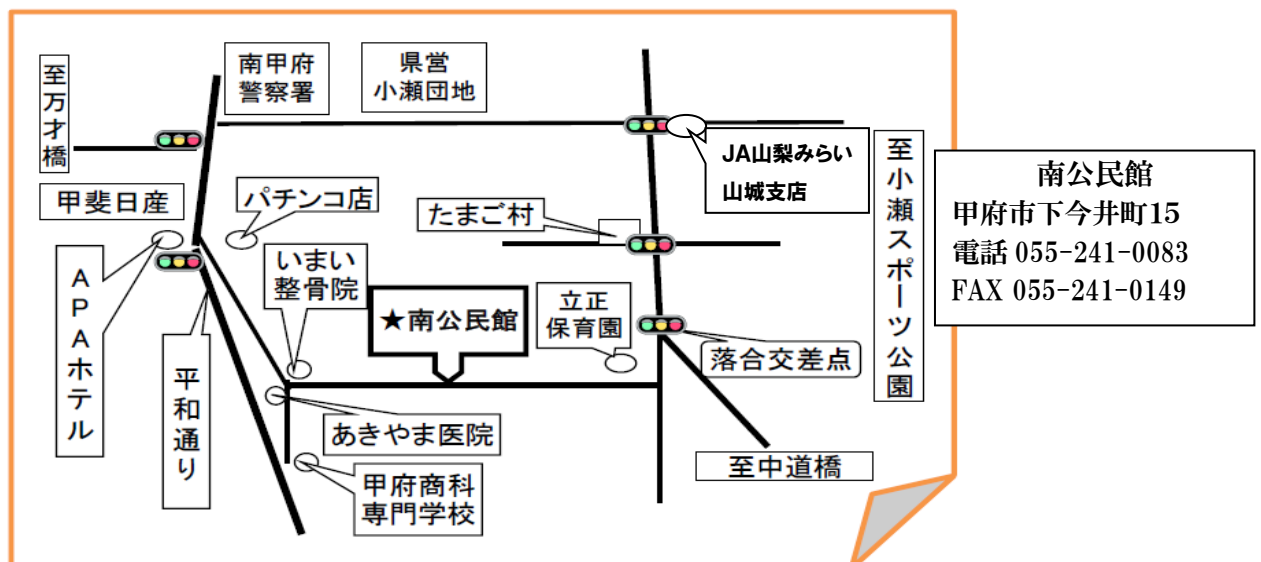 至万才橋
南甲府
警察署
県営
小瀬団地
JA山梨みらい
山城支店
至小瀬スポーツ公園
南公民館
甲府市下今井町15
電話 055-241-0083
FAX 055-241-0149
甲斐日産
パチンコ店
たまご村
APAホテル
いまい
整骨院
★南公民館
立正
保育園
落合交差点
平和通り
あきやま医院
至中道橋
甲府商科
専門学校